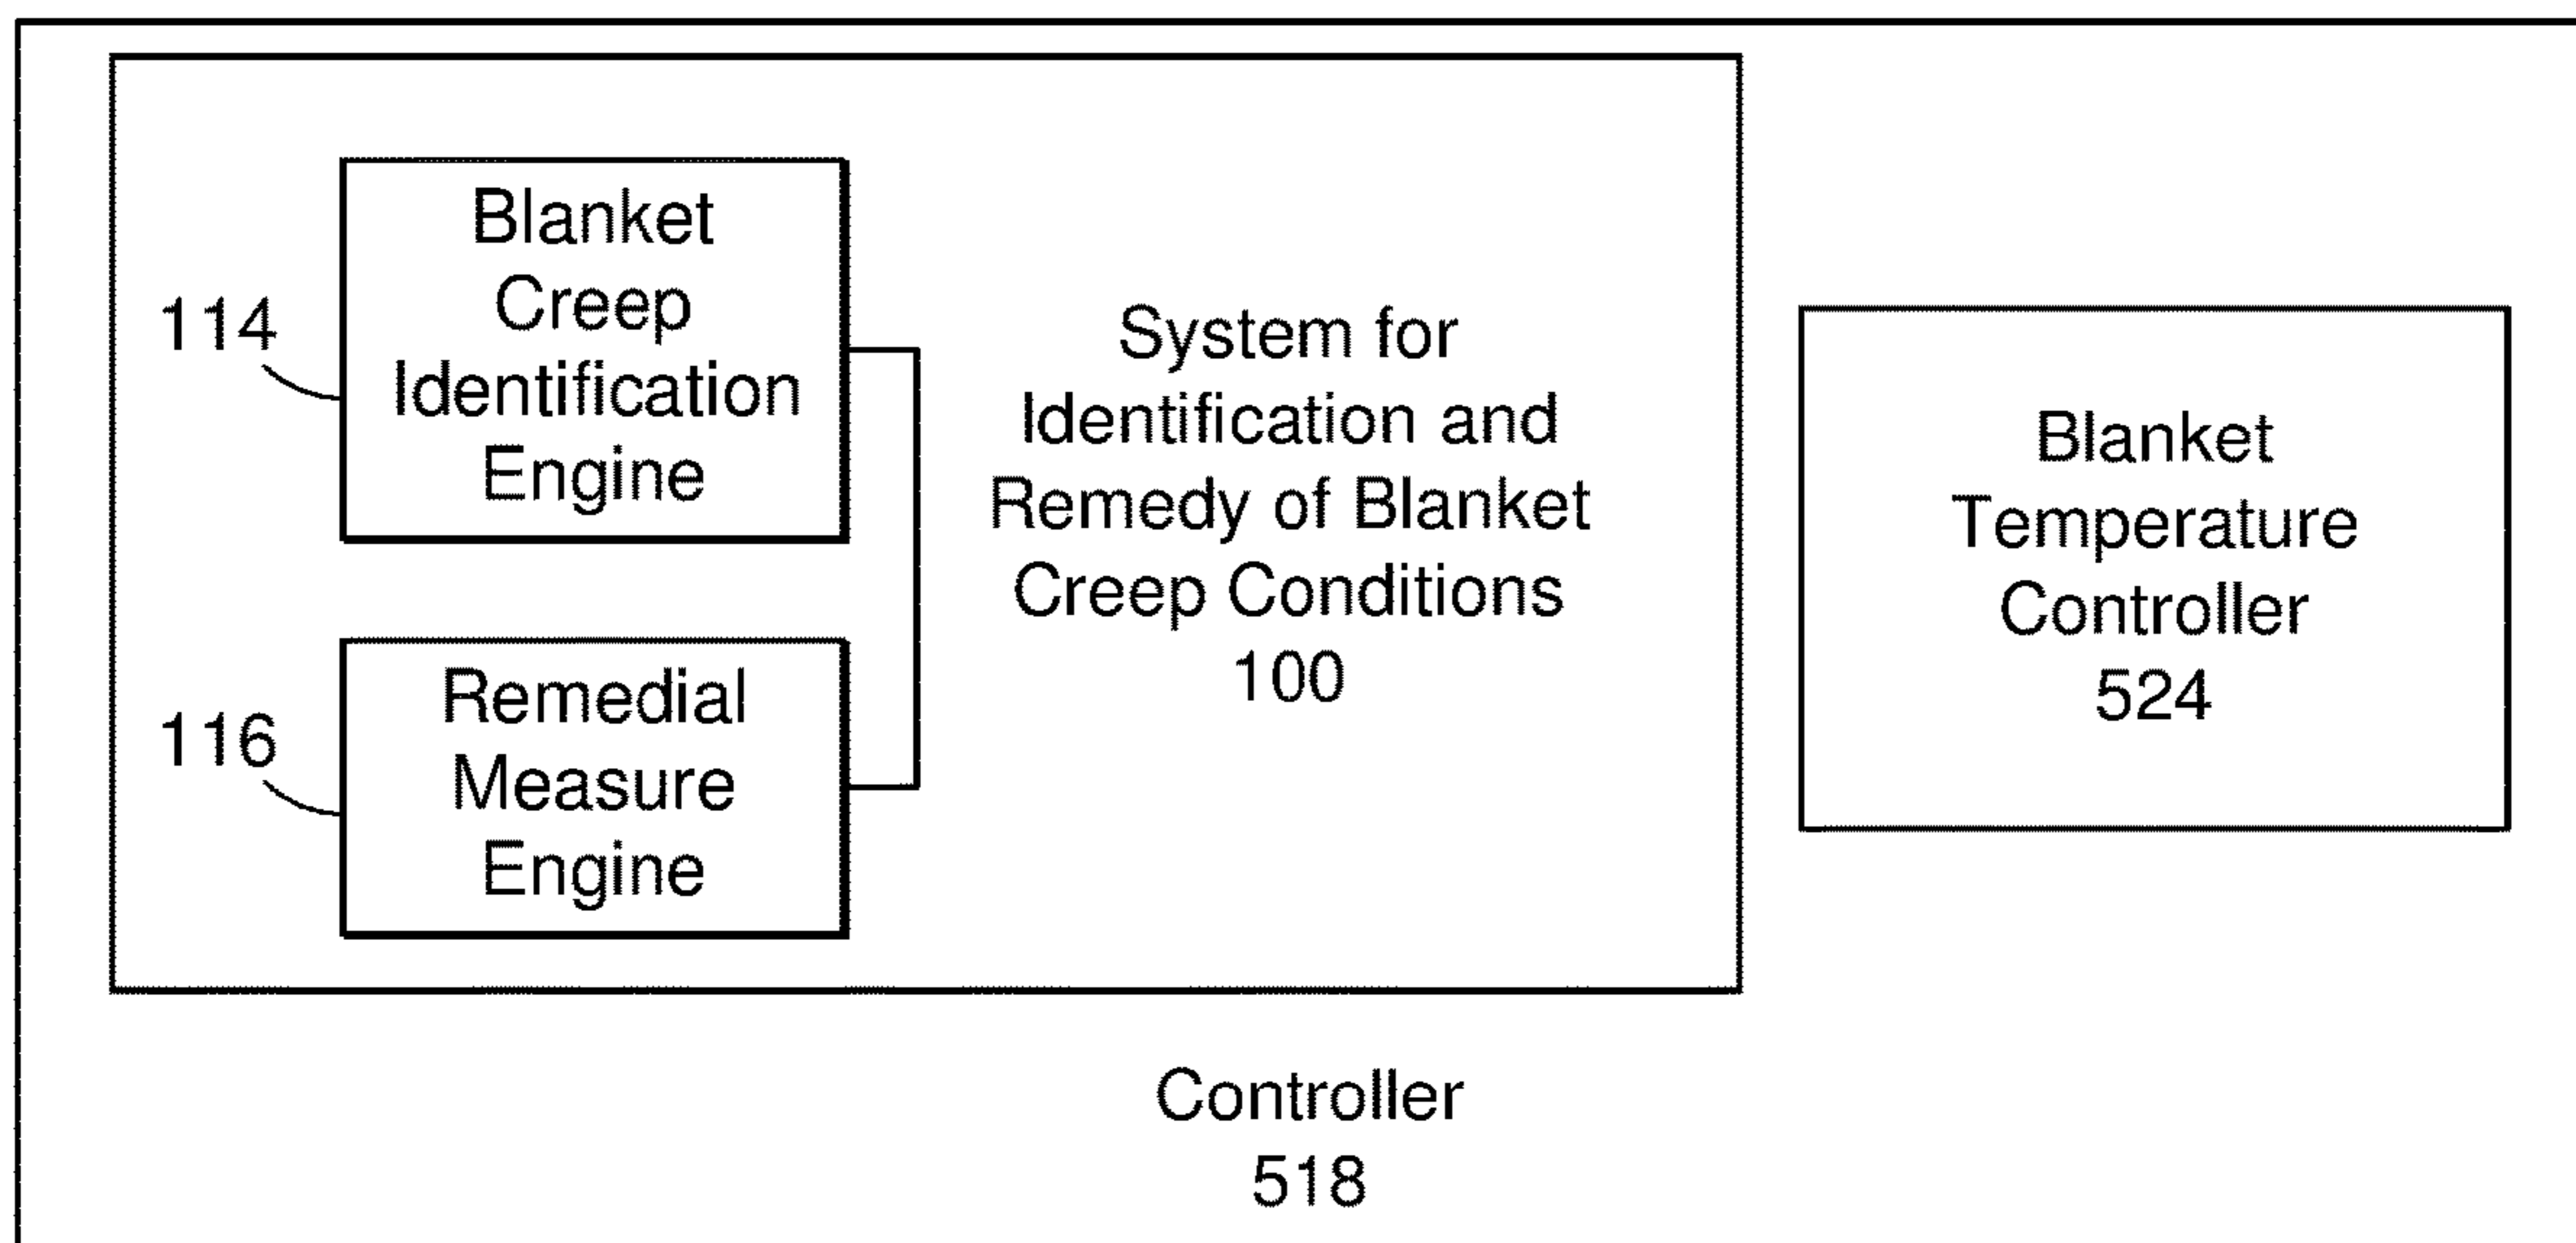 114
Blanket
Creep
Identification
Engine
116
Remedial
Measure
Engine
System for
Identification and
Remedy of Blanket
Creep Conditions
100
Blanket
Temperature
Controller
524
Controller
518